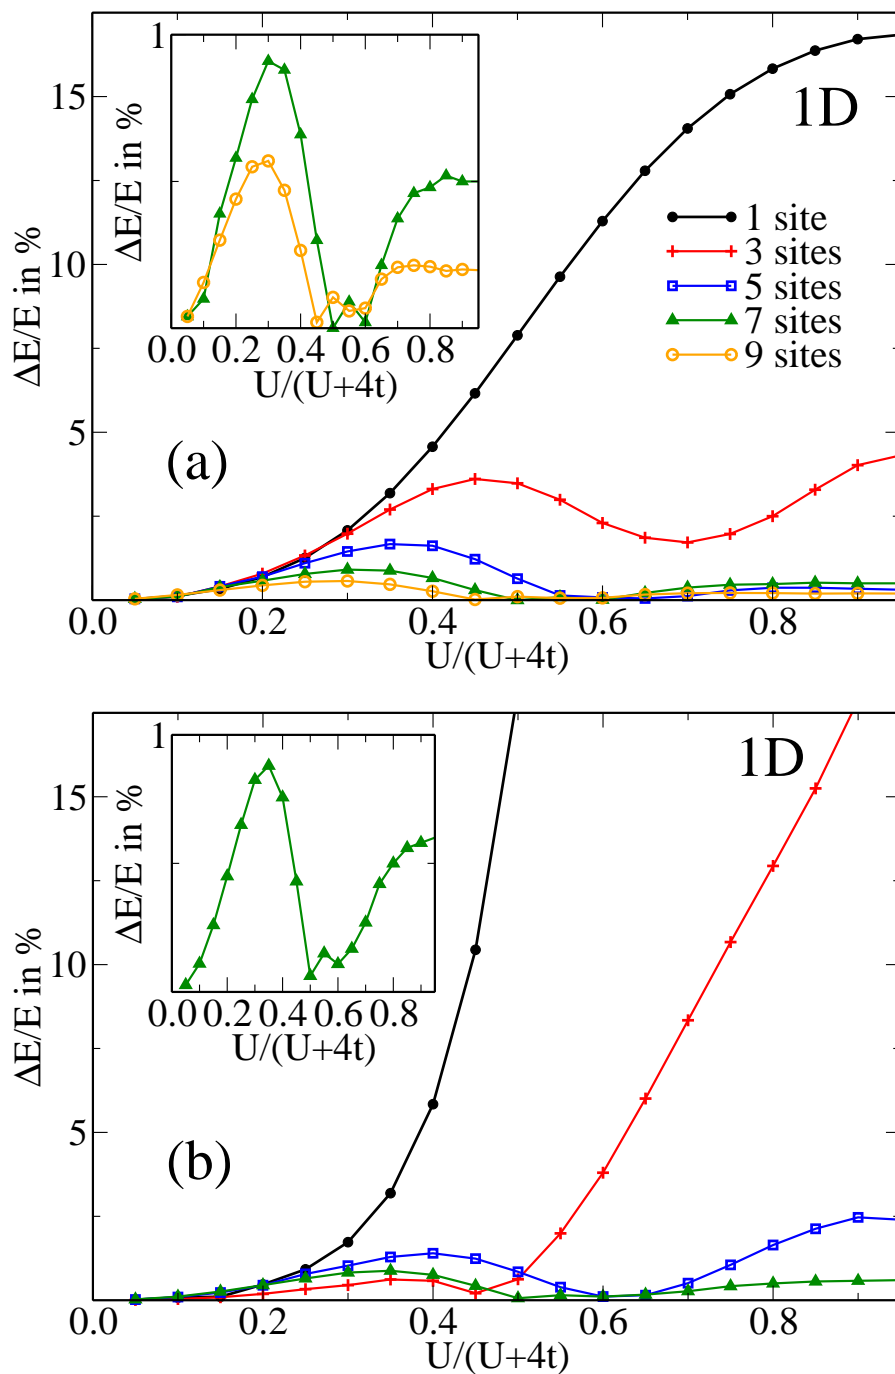 1
ΔE/E in %
0.0 0.2 0.4 0.6 0.8
U/(U+4t)
1D
1 site
3 sites
5 sites
7 sites
9 sites
15
10
5
ΔE/E in %
(a)
0.0 0.2 0.4 0.6 0.8
U/(U+4t)
1
ΔE/E in %
0.0 0.2 0.4 0.6 0.8
U/(U+4t)
1D
15
10
5
ΔE/E in %
(b)
0.0 0.2 0.4 0.6 0.8
U/(U+4t)